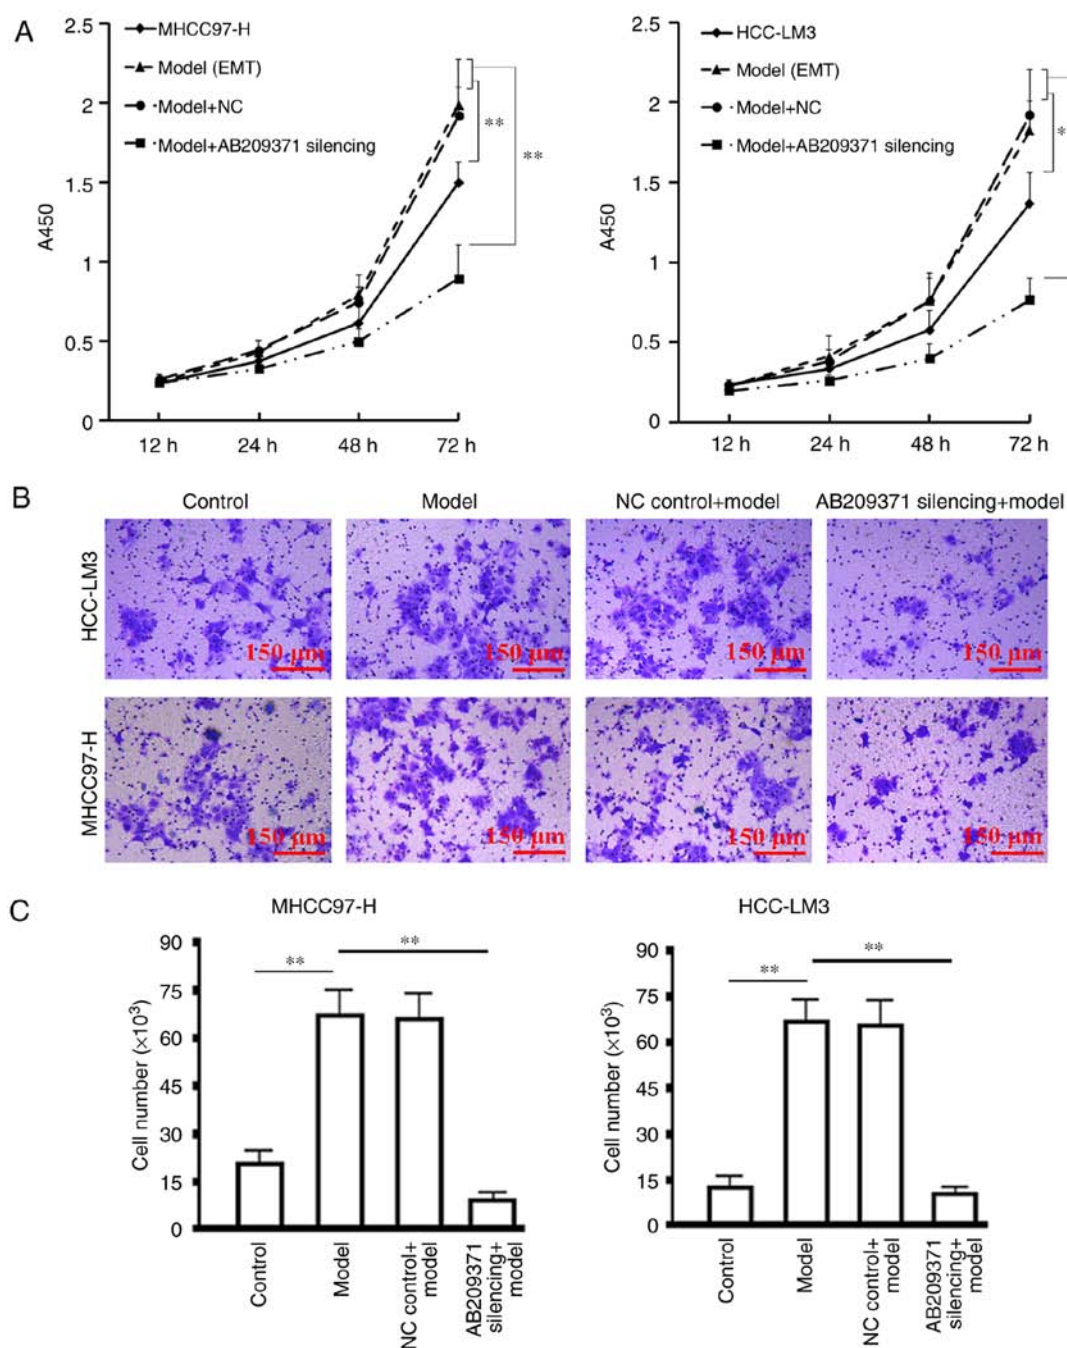 A
2.5
2
1.5
1
0.5
0
A450
MHCC97-H
Model (EMT)
Model+NC
Model+AB209371 silencing
**
**
12 h
24 h
48 h
72 h
2.5
2
1.5
1
0.5
0
A450
HCC-LM3
Model (EMT)
Model+NC
Model+AB209371 silencing
*
12 h
24 h
48 h
72 h
B
Control
Model
NC control+model
AB209371 silencing+model
HCC-LM3
150 µm
150 µm
150 µm
150 µm
MHCC97-H
150 µm
150 µm
150 µm
150 µm
C
MHCC97-H
90
75
60
45
30
15
0
Cell number (×10³)
**
**
Control
Model
NC control+
model
AB209371
silencing+
model
HCC-LM3
90
75
60
45
30
15
0
Cell number (×10³)
**
**
Control
Model
NC control+
model
AB209371
silencing+
model